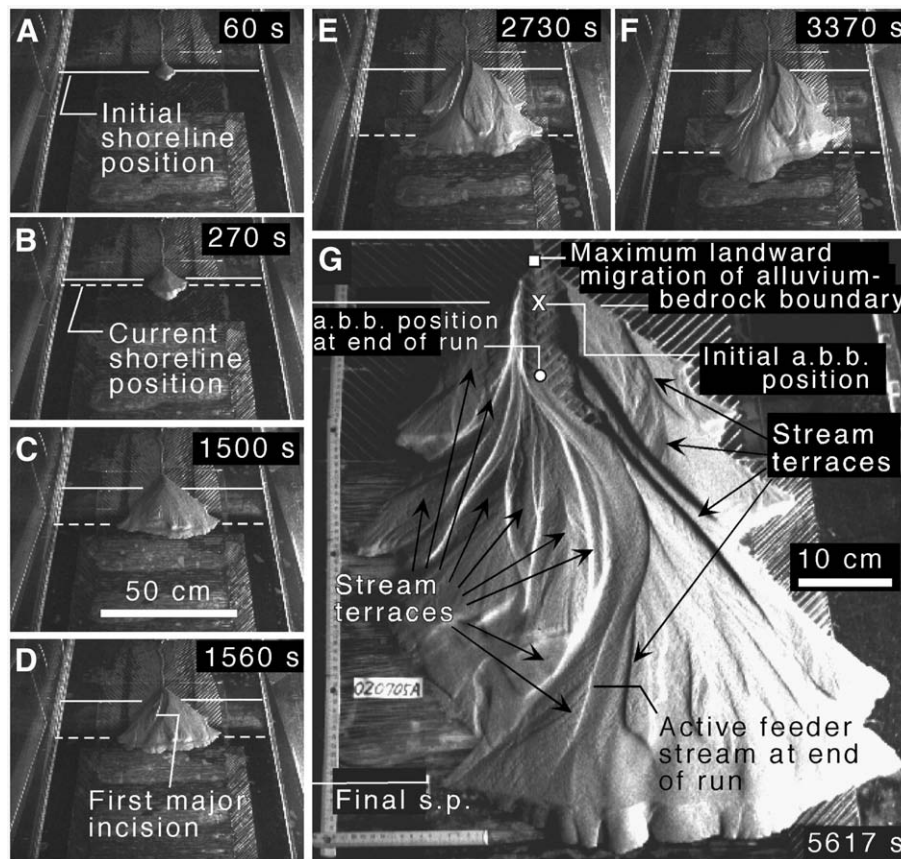 A
60 s
Initial
shoreline
position
B
270 s
Current
shoreline
position
C
1500 s
50 cm
D
1560 s
First major
incision
E
2730 s
F
3370 s
G
Maximum landward
migration of alluvium-
bedrock boundary
a.b.b. position
at end of run
x
Initial a.b.b.
position
Stream
terraces
10 cm
Stream
terraces
020705A
Active feeder
stream at end
of run
Final s.p.
5617 s